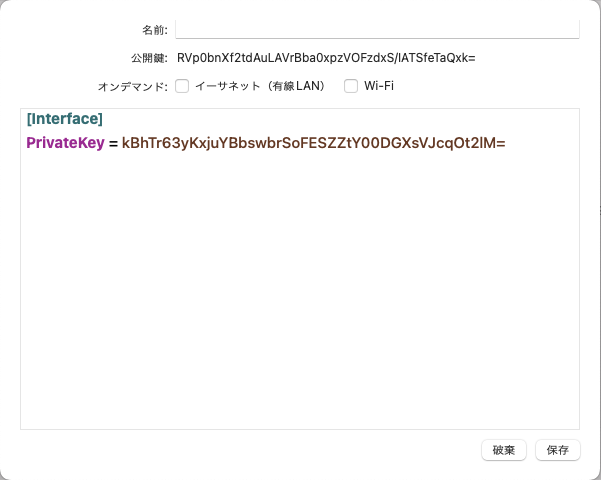 名前:
公開鍵: RVp0bnXf2tdAuLAVrBba0xpzVOFzdxS/lATSfeTaQxk=
オンデマンド: イーサネット（有線LAN） Wi-Fi
[Interface]
PrivateKey = kBhTr63yKxjuYBbswbrSoFESZZtY00DGXsVJcqOt2lM=
破棄 保存